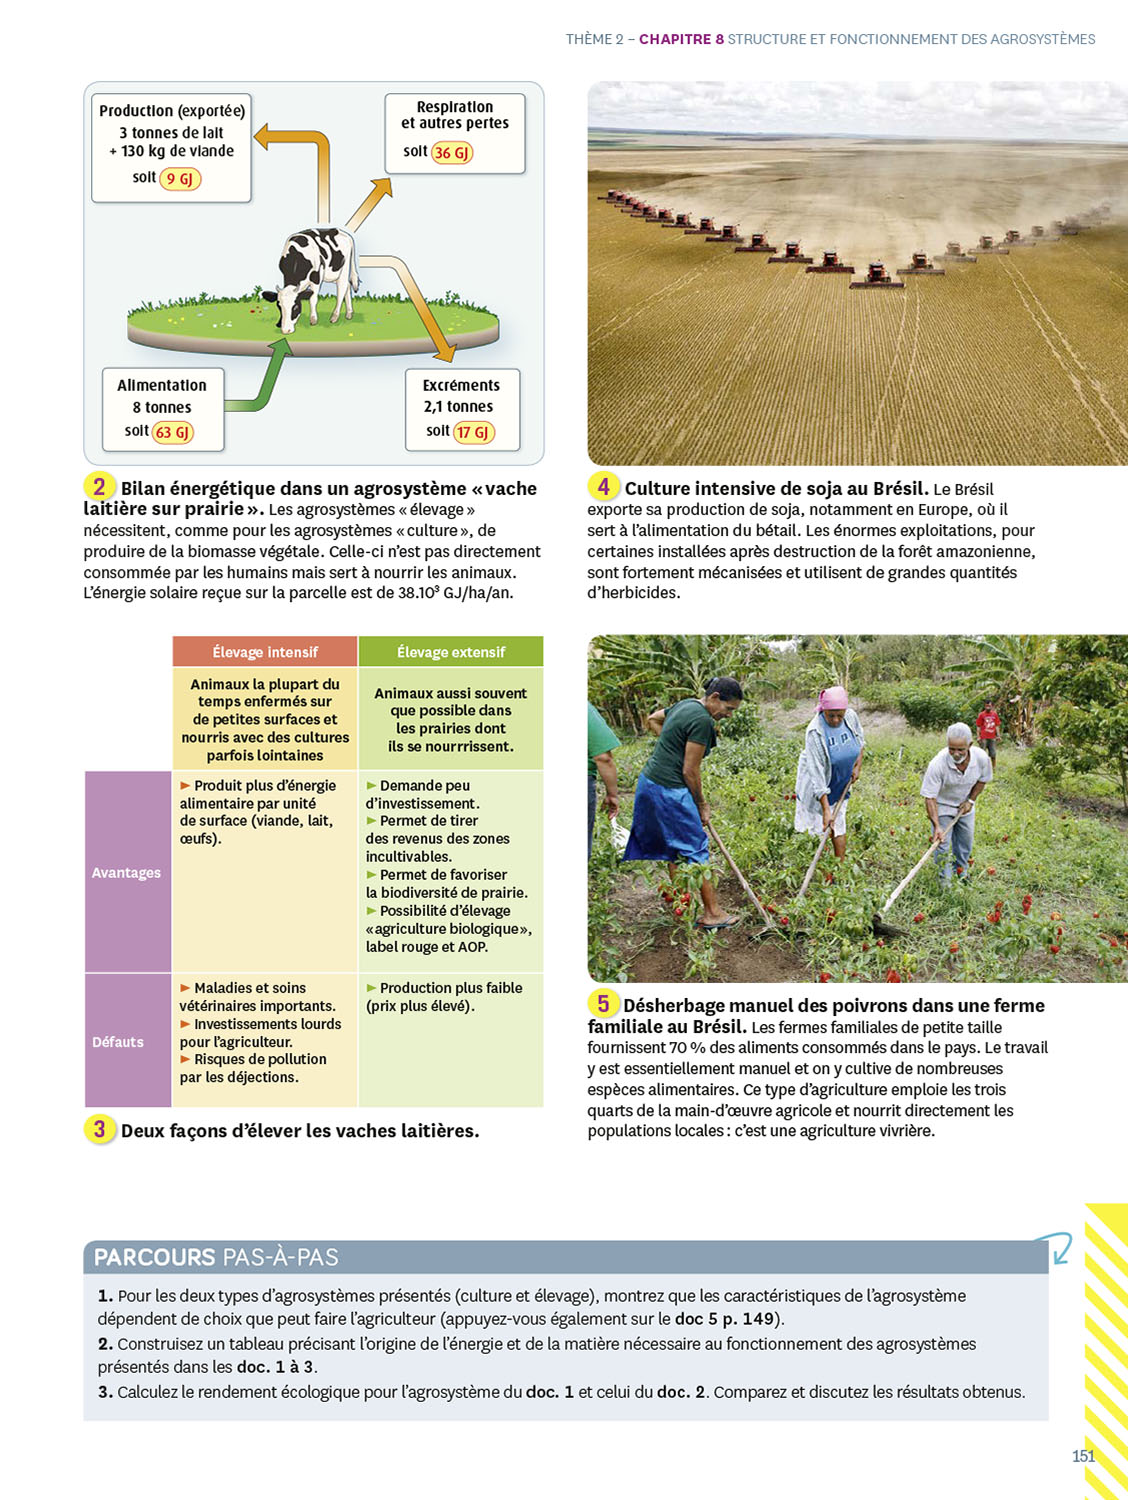 THÈME 2 – CHAPITRE 8 STRUCTURE ET FONCTIONNEMENT DES AGROSYSTÈMES
Production (exportée)
3 tonnes de lait
+ 130 kg de viande
soit 9 GJ
Respiration
et autres pertes
soit 36 GJ
Alimentation
8 tonnes
soit 63 GJ
Excréments
2,1 tonnes
soit 17 GJ
2 Bilan énergétique dans un agrosystème « vache
laitière sur prairie ». Les agrosystèmes « élevage »
nécessitent, comme pour les agrosystèmes « culture », de
produire de la biomasse végétale. Celle-ci n’est pas directement
consommée par les humains mais sert à nourrir les animaux.
L’énergie solaire reçue sur la parcelle est de 38.10³ GJ/ha/an.
Élevage intensif
Élevage extensif
Animaux la plupart du
temps enfermés sur
de petites surfaces et
nourris avec des cultures
parfois lointaines
Animaux aussi souvent
que possible dans
les prairies dont
ils se nourrrissent.
Avantages
► Produit plus d’énergie
alimentaire par unité
de surface (viande, lait,
œufs).
► Demande peu
d’investissement.
► Permet de tirer
des revenus des zones
incultivables.
► Permet de favoriser
la biodiversité de prairie.
► Possibilité d’élevage
« agriculture biologique »,
label rouge et AOP.
Défauts
► Maladies et soins
vétérinaires importants.
► Investissements lourds
pour l’agriculteur.
► Risques de pollution
par les déjections.
► Production plus faible
(prix plus élevé).
3 Deux façons d’élever les vaches laitières.
4 Culture intensive de soja au Brésil. Le Brésil
exporte sa production de soja, notamment en Europe, où il
sert à l’alimentation du bétail. Les énormes exploitations, pour
certaines installées après destruction de la forêt amazonienne,
sont fortement mécanisées et utilisent de grandes quantités
d’herbicides.
5 Désherbage manuel des poivrons dans une ferme
familiale au Brésil. Les fermes familiales de petite taille
fournissent 70 % des aliments consommés dans le pays. Le travail
y est essentiellement manuel et on y cultive de nombreuses
espèces alimentaires. Ce type d’agriculture emploie les trois
quarts de la main-d’œuvre agricole et nourrit directement les
populations locales : c’est une agriculture vivrière.
PARCOURS PAS-À-PAS
1. Pour les deux types d’agrosystèmes présentés (culture et élevage), montrez que les caractéristiques de l’agrosystème
dépendent de choix que peut faire l’agriculteur (appuyez-vous également sur le doc 5 p. 149).
2. Construisez un tableau précisant l’origine de l’énergie et de la matière nécessaire au fonctionnement des agrosystèmes
présentés dans les doc. 1 à 3.
3. Calculez le rendement écologique pour l’agrosystème du doc. 1 et celui du doc. 2. Comparez et discutez les résultats obtenus.
151